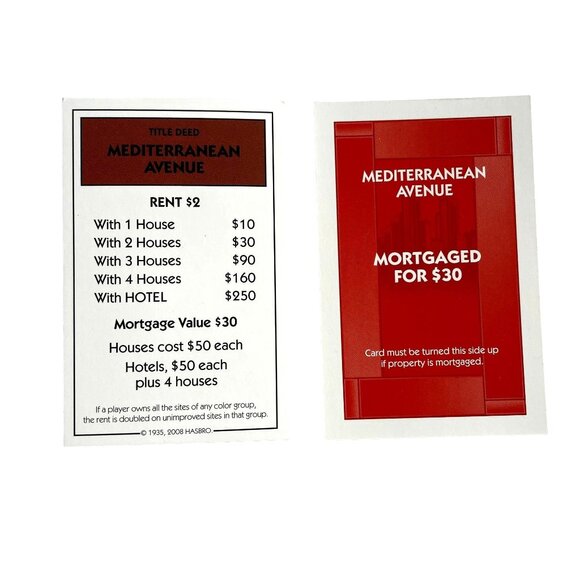 TITLE DEED
MEDITERRANEAN
AVENUE
RENT $2
With 1 House $10
With 2 Houses $30
With 3 Houses $90
With 4 Houses $160
With HOTEL $250
Mortgage Value $30
Houses cost $50 each
Hotels, $50 each
plus 4 houses
If a player owns all the sites of any color group,
the rent is doubled on unimproved sites in that group.
© 1935, 2008 HASBRO
MEDITERRANEAN
AVENUE
MORTGAGED
FOR $30
Card must be turned this side up
if property is mortgaged.